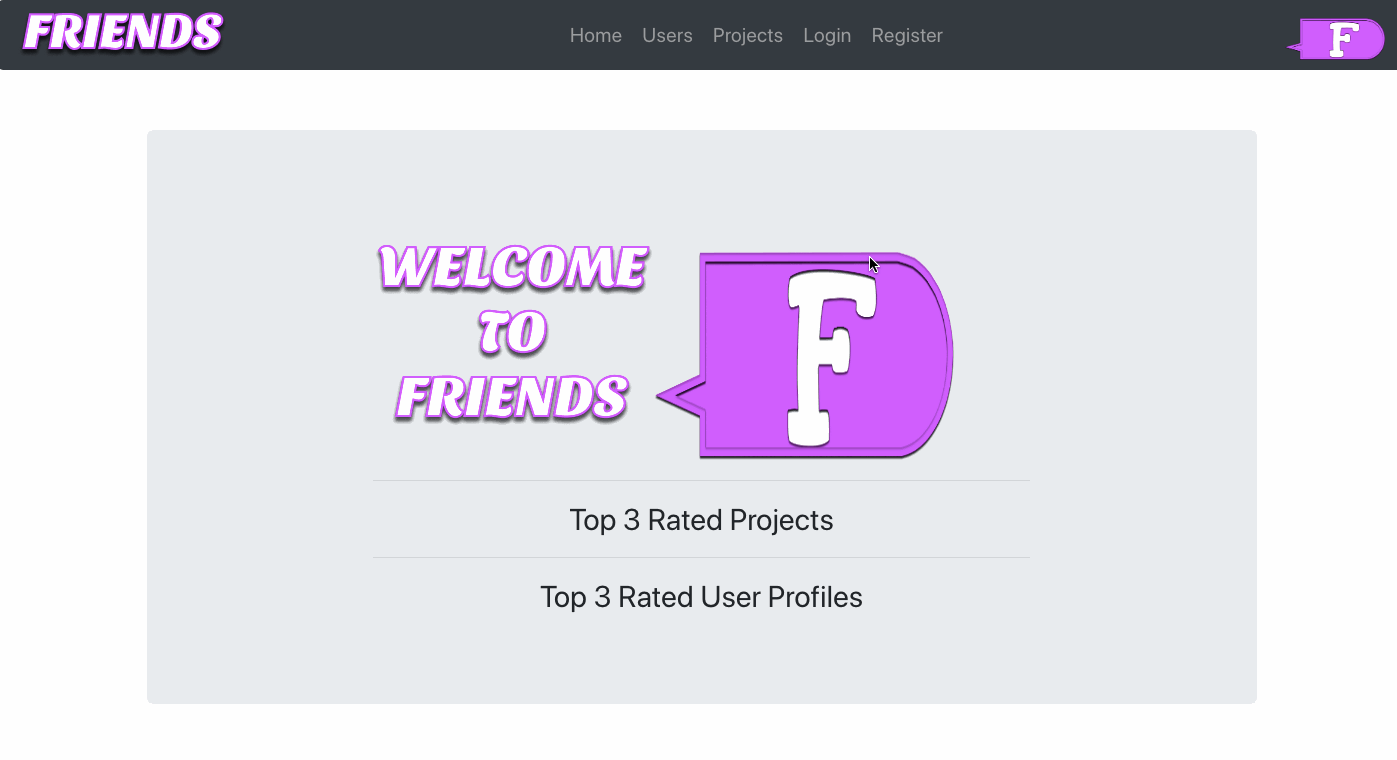 FRIENDS
Home Users Projects Login Register
F
WELCOME
TO
FRIENDS
F
Top 3 Rated Projects
Top 3 Rated User Profiles